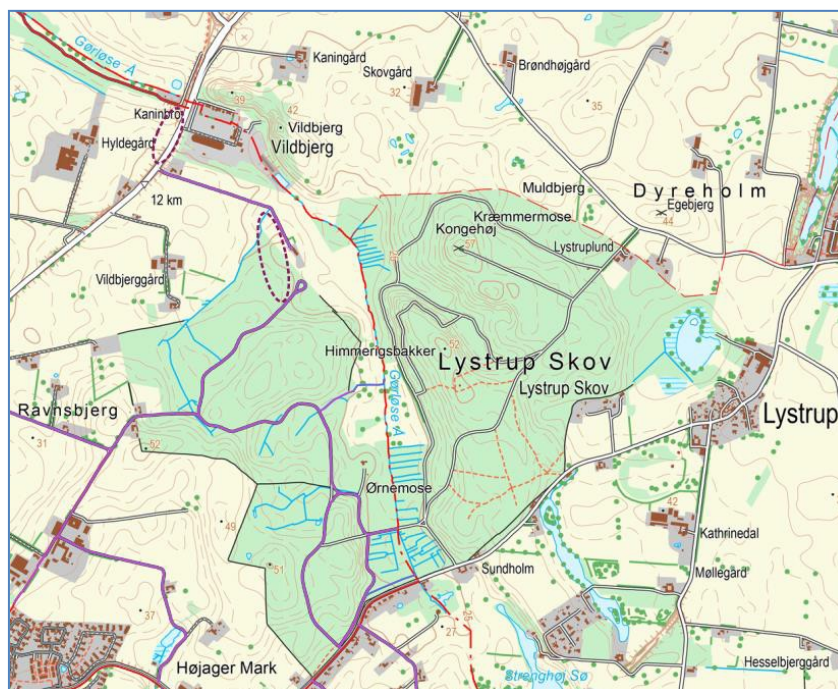 Gørløse Å
Kaningård
Skovgård
Brøndhøjgård
39
42
32
35
Kaninbro
Hyldegård
Vildbjerg
Vildbjerg
Muldbjerg
Dyreholm
Egebjerg
44
12 km
Kræmmermose
Kongehøj
57
Lystruplund
Vildbjerggård
Himmerigsbakker
52
Lystrup Skov
Gørløse Å
Lystrup Skov
Ravnsbjerg
Lystrup
31
52
Ørnemose
49
42
Kathrinedal
51
Sundholm
Møllegård
37
27
Højager Mark
Strenghøj Sø
Hesselbjerggård